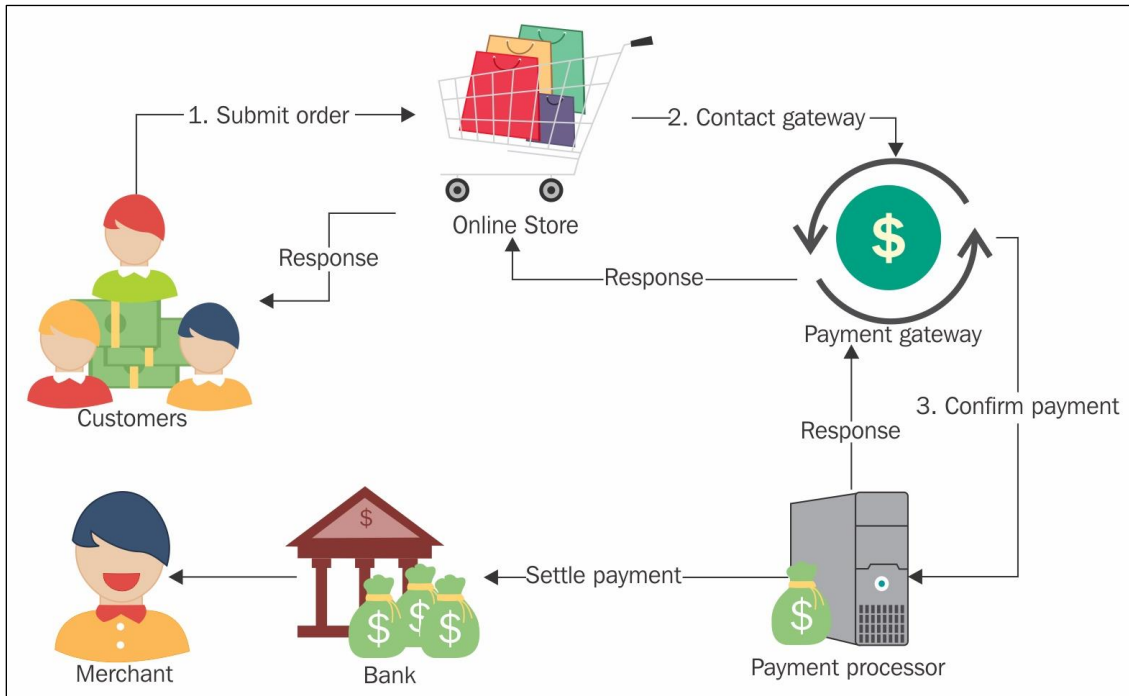 1. Submit order
2. Contact gateway
Online Store
Response
Response
$
Payment gateway
Customers
3. Confirm payment
Response
$
Settle payment
$
$
$
$
Merchant
Bank
Payment processor